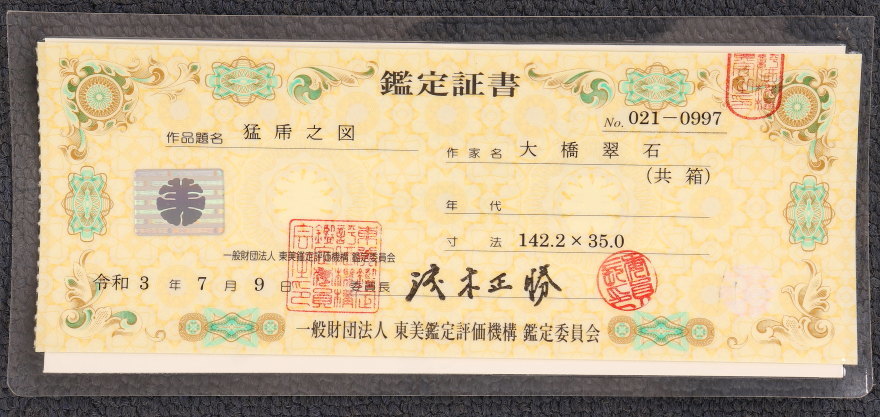 鑑定証書
No. 021-0997
作品題名 猛乕之図
作家名 大橋翠石
(共箱)
年代
寸法 142.2×35.0
一般財団法人 東美鑑定評価機構 鑑定委員会
令和 3 年 7 月 9 日 委員長 浅木正勝
一般財団法人 東美鑑定評価機構 鑑定委員会